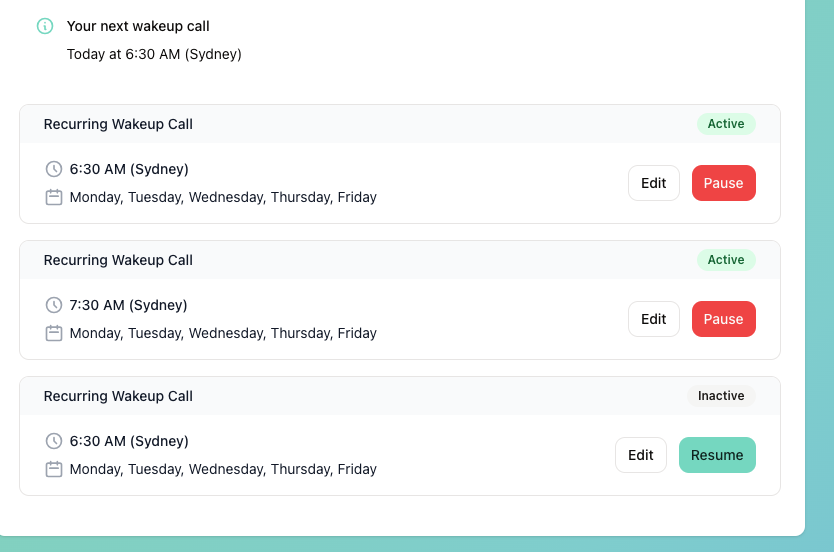 Your next wakeup call
Today at 6:30 AM (Sydney)
Recurring Wakeup Call
Active
6:30 AM (Sydney)
Monday, Tuesday, Wednesday, Thursday, Friday
Edit
Pause
Recurring Wakeup Call
Active
7:30 AM (Sydney)
Monday, Tuesday, Wednesday, Thursday, Friday
Edit
Pause
Recurring Wakeup Call
Inactive
6:30 AM (Sydney)
Monday, Tuesday, Wednesday, Thursday, Friday
Edit
Resume